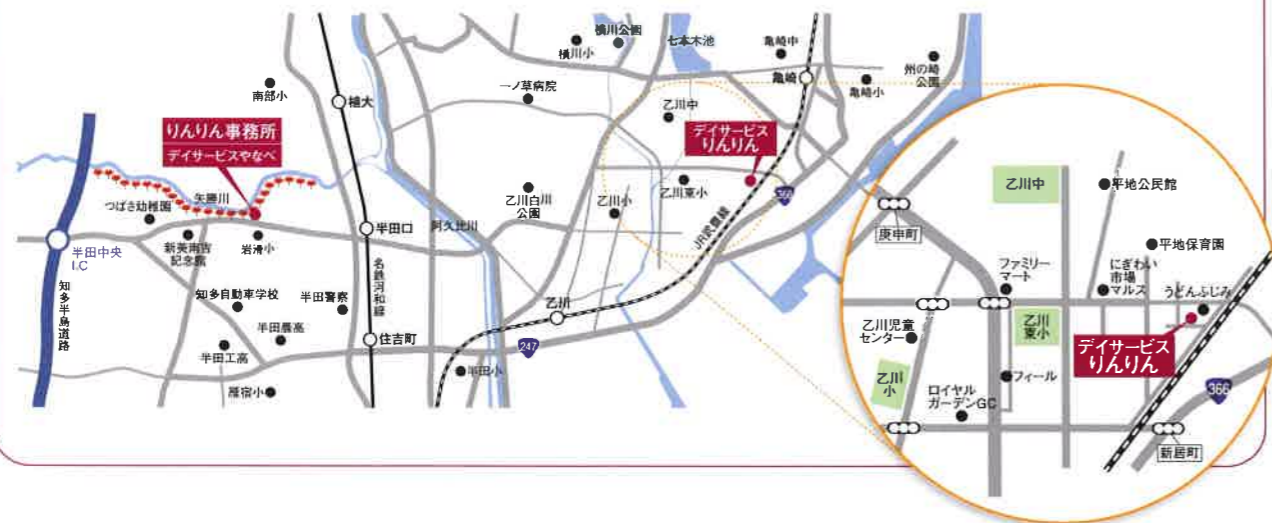 横川公園
横川小
七本木池
亀崎中
亀崎
亀崎小
州の崎
公園
南部小
植大
一ノ草病院
乙川中
りんりん事務所
デイサービスやなべ
デイサービス
りんりん
矢勝川
つばさ幼稚園
乙川白川
公園
乙川小
乙川東小
366
JR武豊線
半田中央
I.C
新美南吉
記念館
岩滑小
半田口
阿久比川
知多半島道路
名鉄河和線
知多自動車学校
半田警察
半田農高
半田工高
雁宿小
住吉町
乙川
247
半田小
乙川中
平地公民館
庚申町
平地保育園
ファミリー
マート
にぎわい
市場
マルス
うどんふじみ
乙川児童
センター
乙川
東小
デイサービス
りんりん
乙川
小
フィール
ロイヤル
ガーデンGC
366
新居町